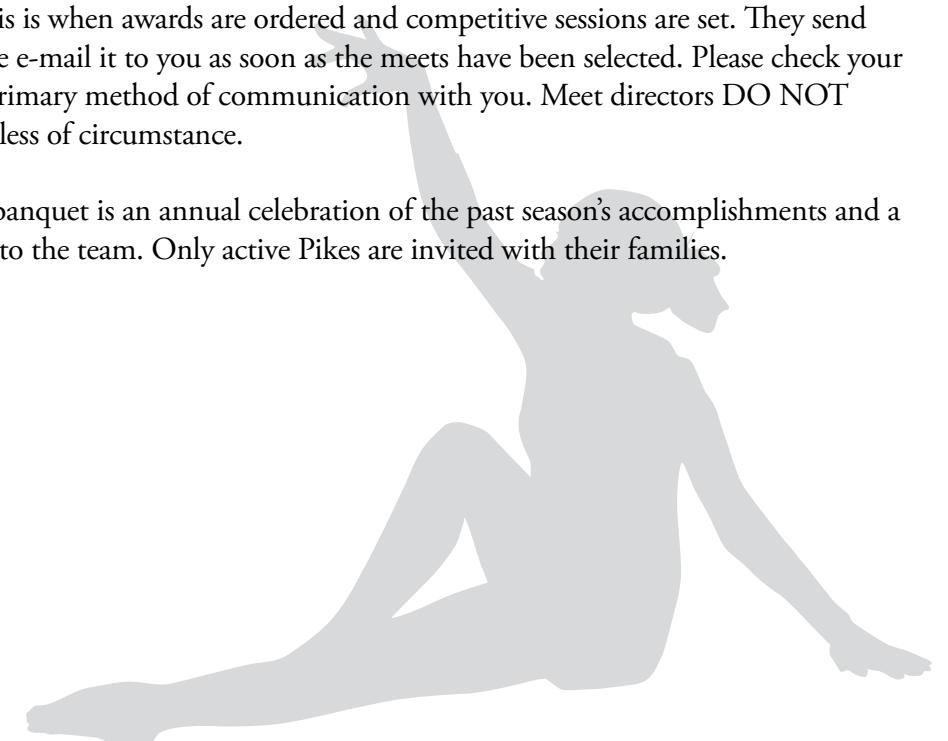 is is when awards are ordered and competitive sessions are set. They send
e e-mail it to you as soon as the meets have been selected. Please check your
rimary method of communication with you. Meet directors DO NOT
less of circumstance.
banquet is an annual celebration of the past season’s accomplishments and a
to the team. Only active Pikes are invited with their families.